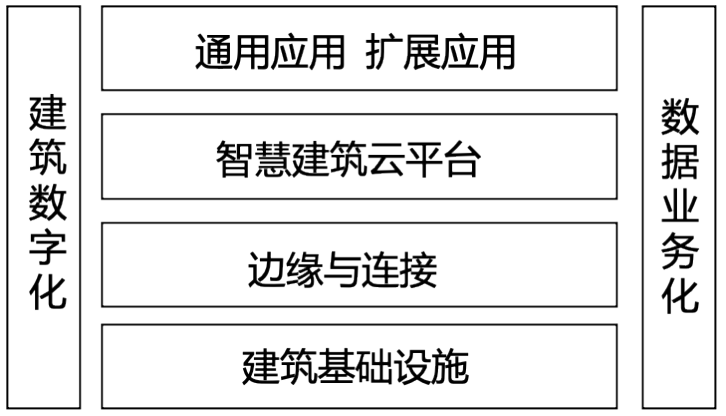 建筑数字化
通用应用 扩展应用
智慧建筑云平台
边缘与连接
建筑基础设施
数据业务化